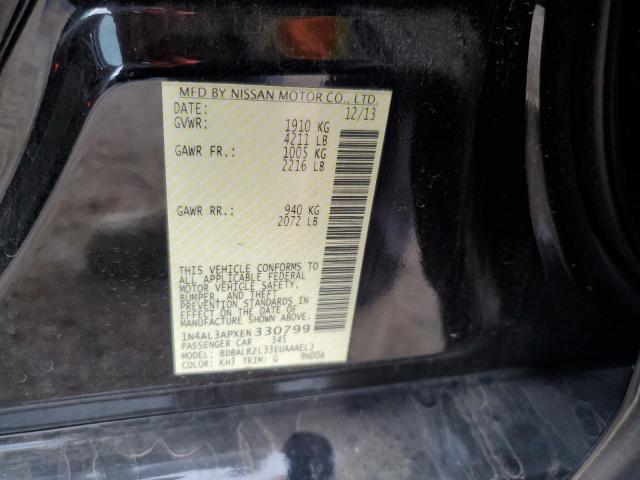 MFD BY NISSAN MOTOR CO., LTD.
DATE: 12/13
GVWR: 1910 KG
4211 LB
GAWR FR.: 1005 KG
2216 LB
GAWR RR.: 940 KG
2072 LB
THIS VEHICLE CONFORMS TO
ALL APPLICABLE FEDERAL
MOTOR VEHICLE SAFETY,
BUMPER, AND THEFT
PREVENTION STANDARDS IN
EFFECT ON THE DATE OF
MANUFACTURE SHOWN ABOVE.
1N4AL3APXEN330799
PASSENGER CAR 345
MODEL: BDBALRZL33EUAAAELJ
COLOR: KH3 TRIM: G 9N00A